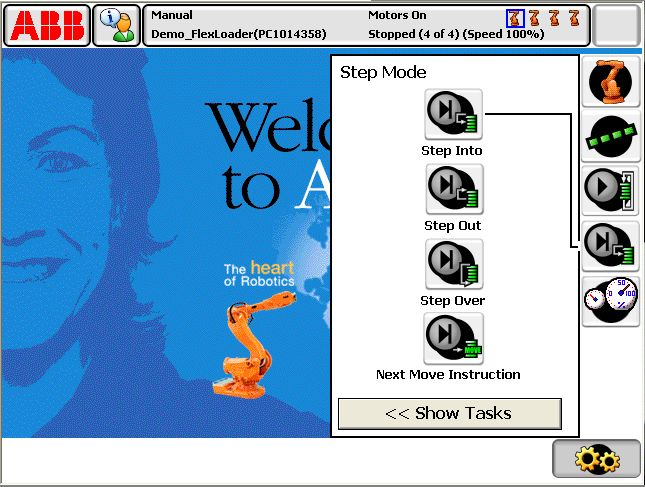 ABB
Manual
Demo_FlexLoader(PC1014358)
Motors On
Stopped (4 of 4) (Speed 100%)
Welc
to A
The heart
of Robotics
Step Mode
Step Into
Step Out
Step Over
MOVE
Next Move Instruction
<< Show Tasks
50
0
100
%